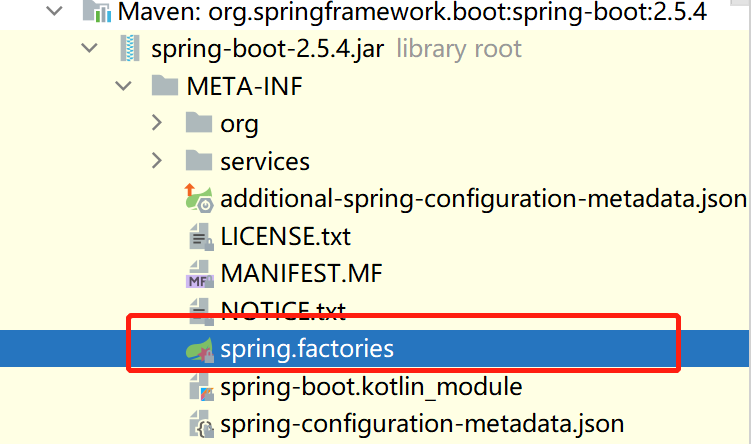 Maven: org.springframework.boot:spring-boot:2.5.4
spring-boot-2.5.4.jar library root
META-INF
org
services
additional-spring-configuration-metadata.json
LICENSE.txt
MF MANIFEST.MF
NOTICE.txt
spring.factories
spring-boot.kotlin_module
spring-configuration-metadata.json